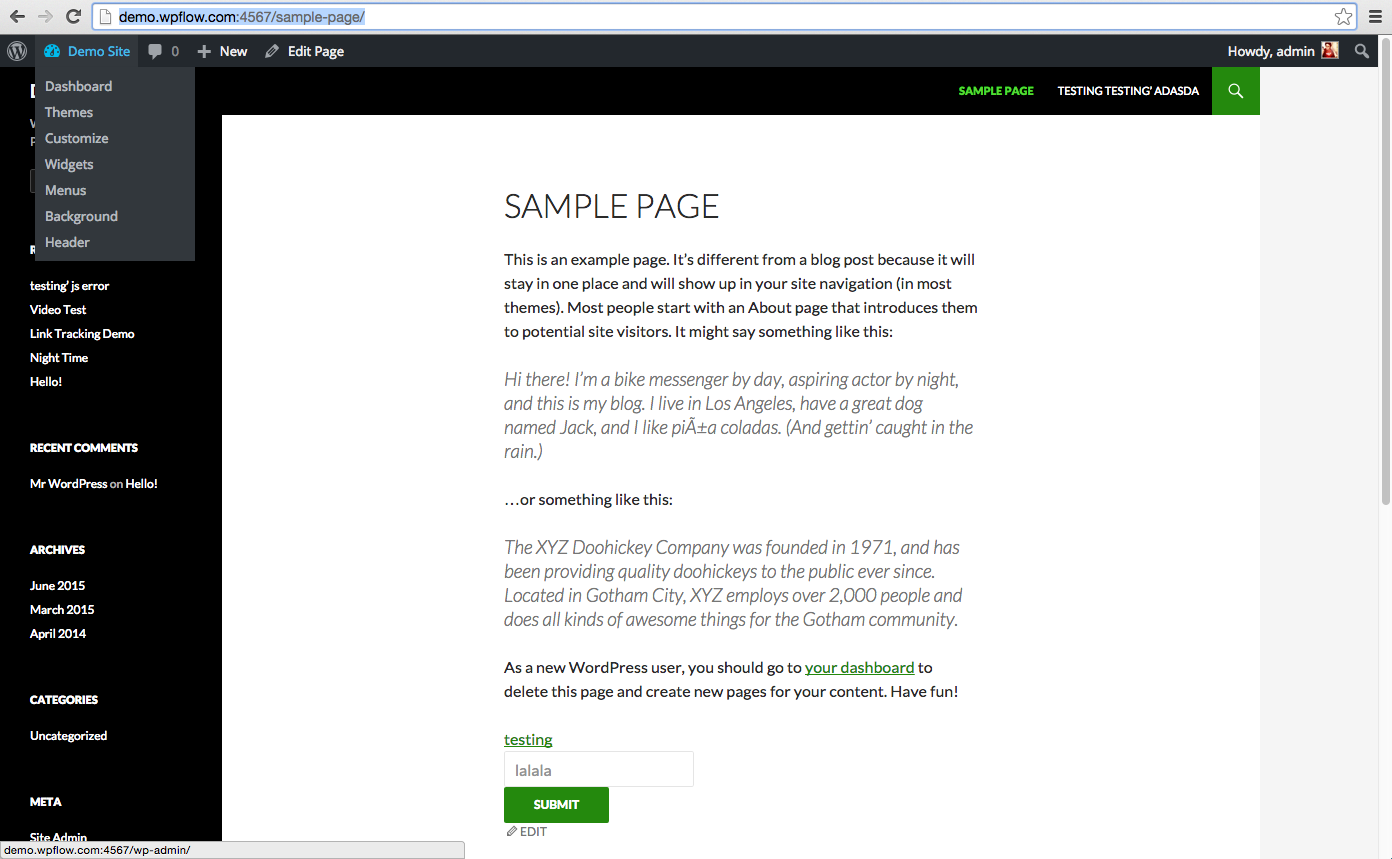 demo.wpflow.com:4567/sample-page/
Demo Site 0 New Edit Page Howdy, admin
Dashboard
Themes
Customize
Widgets
Menus
Background
Header
SAMPLE PAGE TESTING TESTING' ADASDA
testing' js error
Video Test
Link Tracking Demo
Night Time
Hello!
RECENT COMMENTS
Mr WordPress on Hello!
ARCHIVES
June 2015
March 2015
April 2014
CATEGORIES
Uncategorized
META
Site Admin
SAMPLE PAGE
This is an example page. It's different from a blog post because it will
stay in one place and will show up in your site navigation (in most
themes). Most people start with an About page that introduces them
to potential site visitors. It might say something like this:
Hi there! I'm a bike messenger by day, aspiring actor by night,
and this is my blog. I live in Los Angeles, have a great dog
named Jack, and I like piÃ±a coladas. (And gettin' caught in the
rain.)
…or something like this:
The XYZ Doohickey Company was founded in 1971, and has
been providing quality doohickeys to the public ever since.
Located in Gotham City, XYZ employs over 2,000 people and
does all kinds of awesome things for the Gotham community.
As a new WordPress user, you should go to your dashboard to
delete this page and create new pages for your content. Have fun!
testing
lalala
SUBMIT
EDIT
demo.wpflow.com:4567/wp-admin/